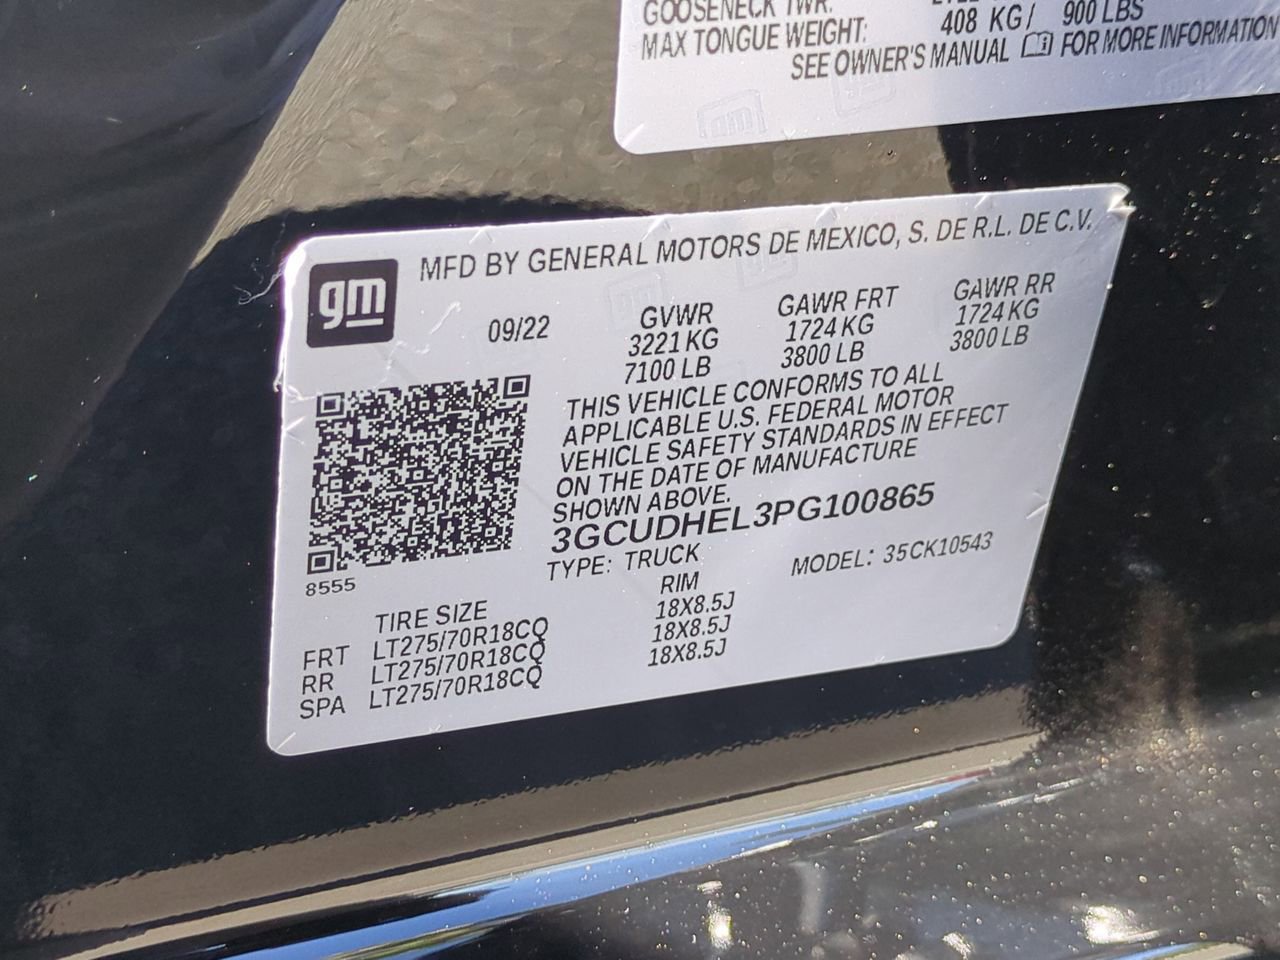 GOOSENECK TWR:
MAX TONGUE WEIGHT: 408 KG/ 900 LBS
SEE OWNER'S MANUAL FOR MORE INFORMATION
gm
MFD BY GENERAL MOTORS DE MEXICO, S. DE R.L. DE C.V.
09/22 GVWR GAWR FRT GAWR RR
3221 KG 1724 KG 1724 KG
7100 LB 3800 LB 3800 LB
THIS VEHICLE CONFORMS TO ALL
APPLICABLE U.S. FEDERAL MOTOR
VEHICLE SAFETY STANDARDS IN EFFECT
ON THE DATE OF MANUFACTURE
SHOWN ABOVE.
3GCUDHEL3PG100865
TYPE: TRUCK MODEL: 35CK10543
8555
TIRE SIZE RIM
FRT LT275/70R18CQ 18X8.5J
RR LT275/70R18CQ 18X8.5J
SPA LT275/70R18CQ 18X8.5J